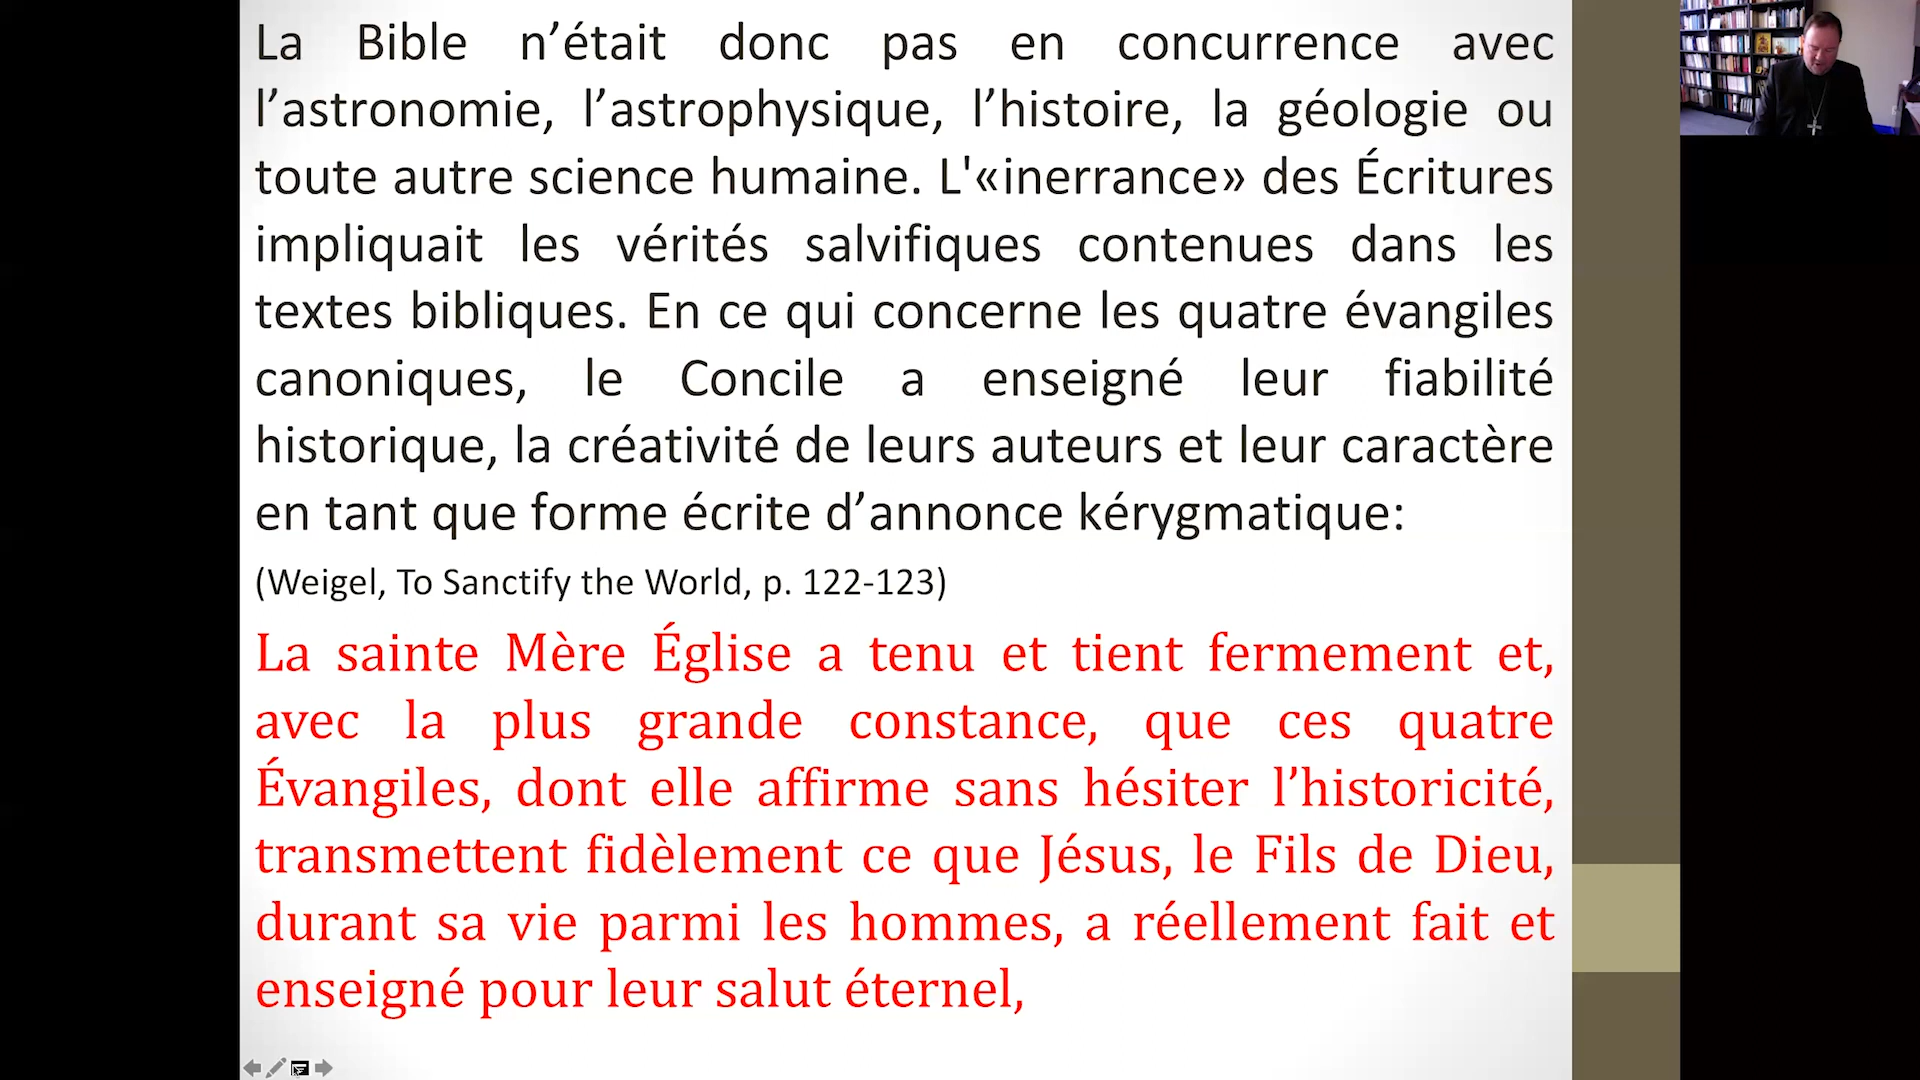 La Bible n’était donc pas en concurrence avec
l’astronomie, l’astrophysique, l’histoire, la géologie ou
toute autre science humaine. L'«inerrance» des Écritures
impliquait les vérités salvifiques contenues dans les
textes bibliques. En ce qui concerne les quatre évangiles
canoniques, le Concile a enseigné leur fiabilité
historique, la créativité de leurs auteurs et leur caractère
en tant que forme écrite d’annonce kérygmatique:
(Weigel, To Sanctify the World, p. 122-123)
La sainte Mère Église a tenu et tient fermement et,
avec la plus grande constance, que ces quatre
Évangiles, dont elle affirme sans hésiter l’historicité,
transmettent fidèlement ce que Jésus, le Fils de Dieu,
durant sa vie parmi les hommes, a réellement fait et
enseigné pour leur salut éternel,